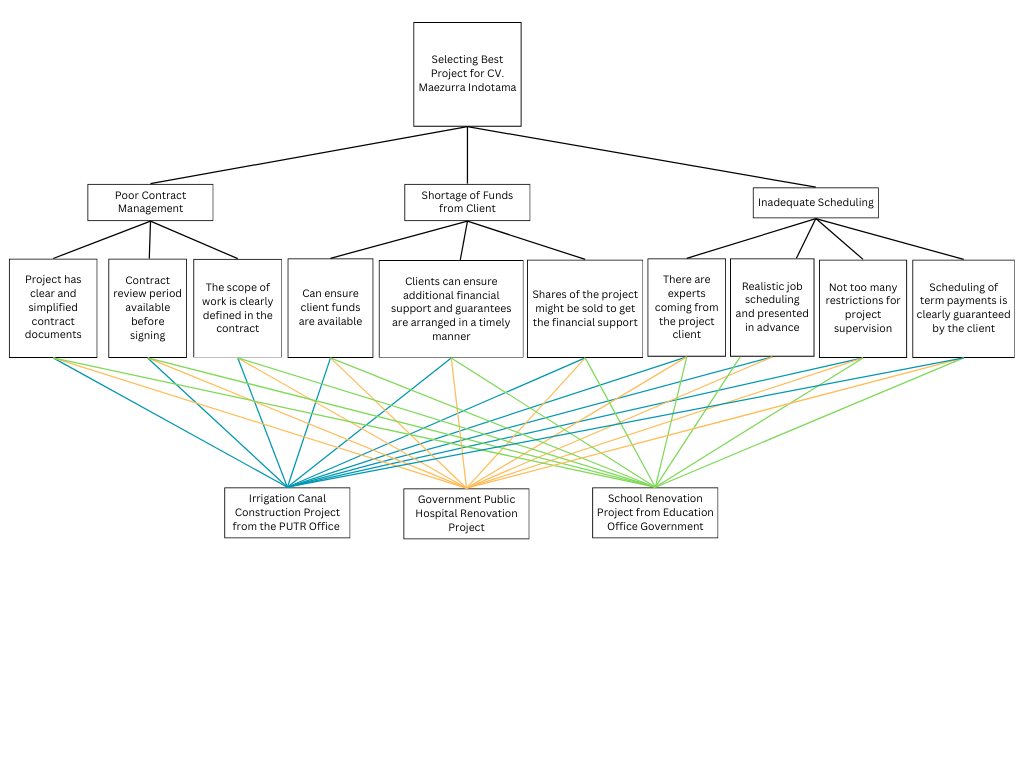 Selecting Best
Project for CV.
Maezurra Indotama
Poor Contract
Management
Shortage of Funds
from Client
Inadequate Scheduling
Project has
clear and
simplified
contract
documents
Contract
review period
available
before
signing
The scope of
work is clearly
defined in the
contract
Can ensure
client funds
are available
Clients can ensure
additional financial
support and guarantees
are arranged in a timely
manner
Shares of the project
might be sold to get
the financial support
There are
experts
coming from
the project
client
Realistic job
scheduling
and presented
in advance
Not too many
restrictions for
project
supervision
Scheduling of
term payments is
clearly guaranteed
by the client
Irrigation Canal
Construction Project
from the PUTR Office
Government Public
Hospital Renovation
Project
School Renovation
Project from Education
Office Government